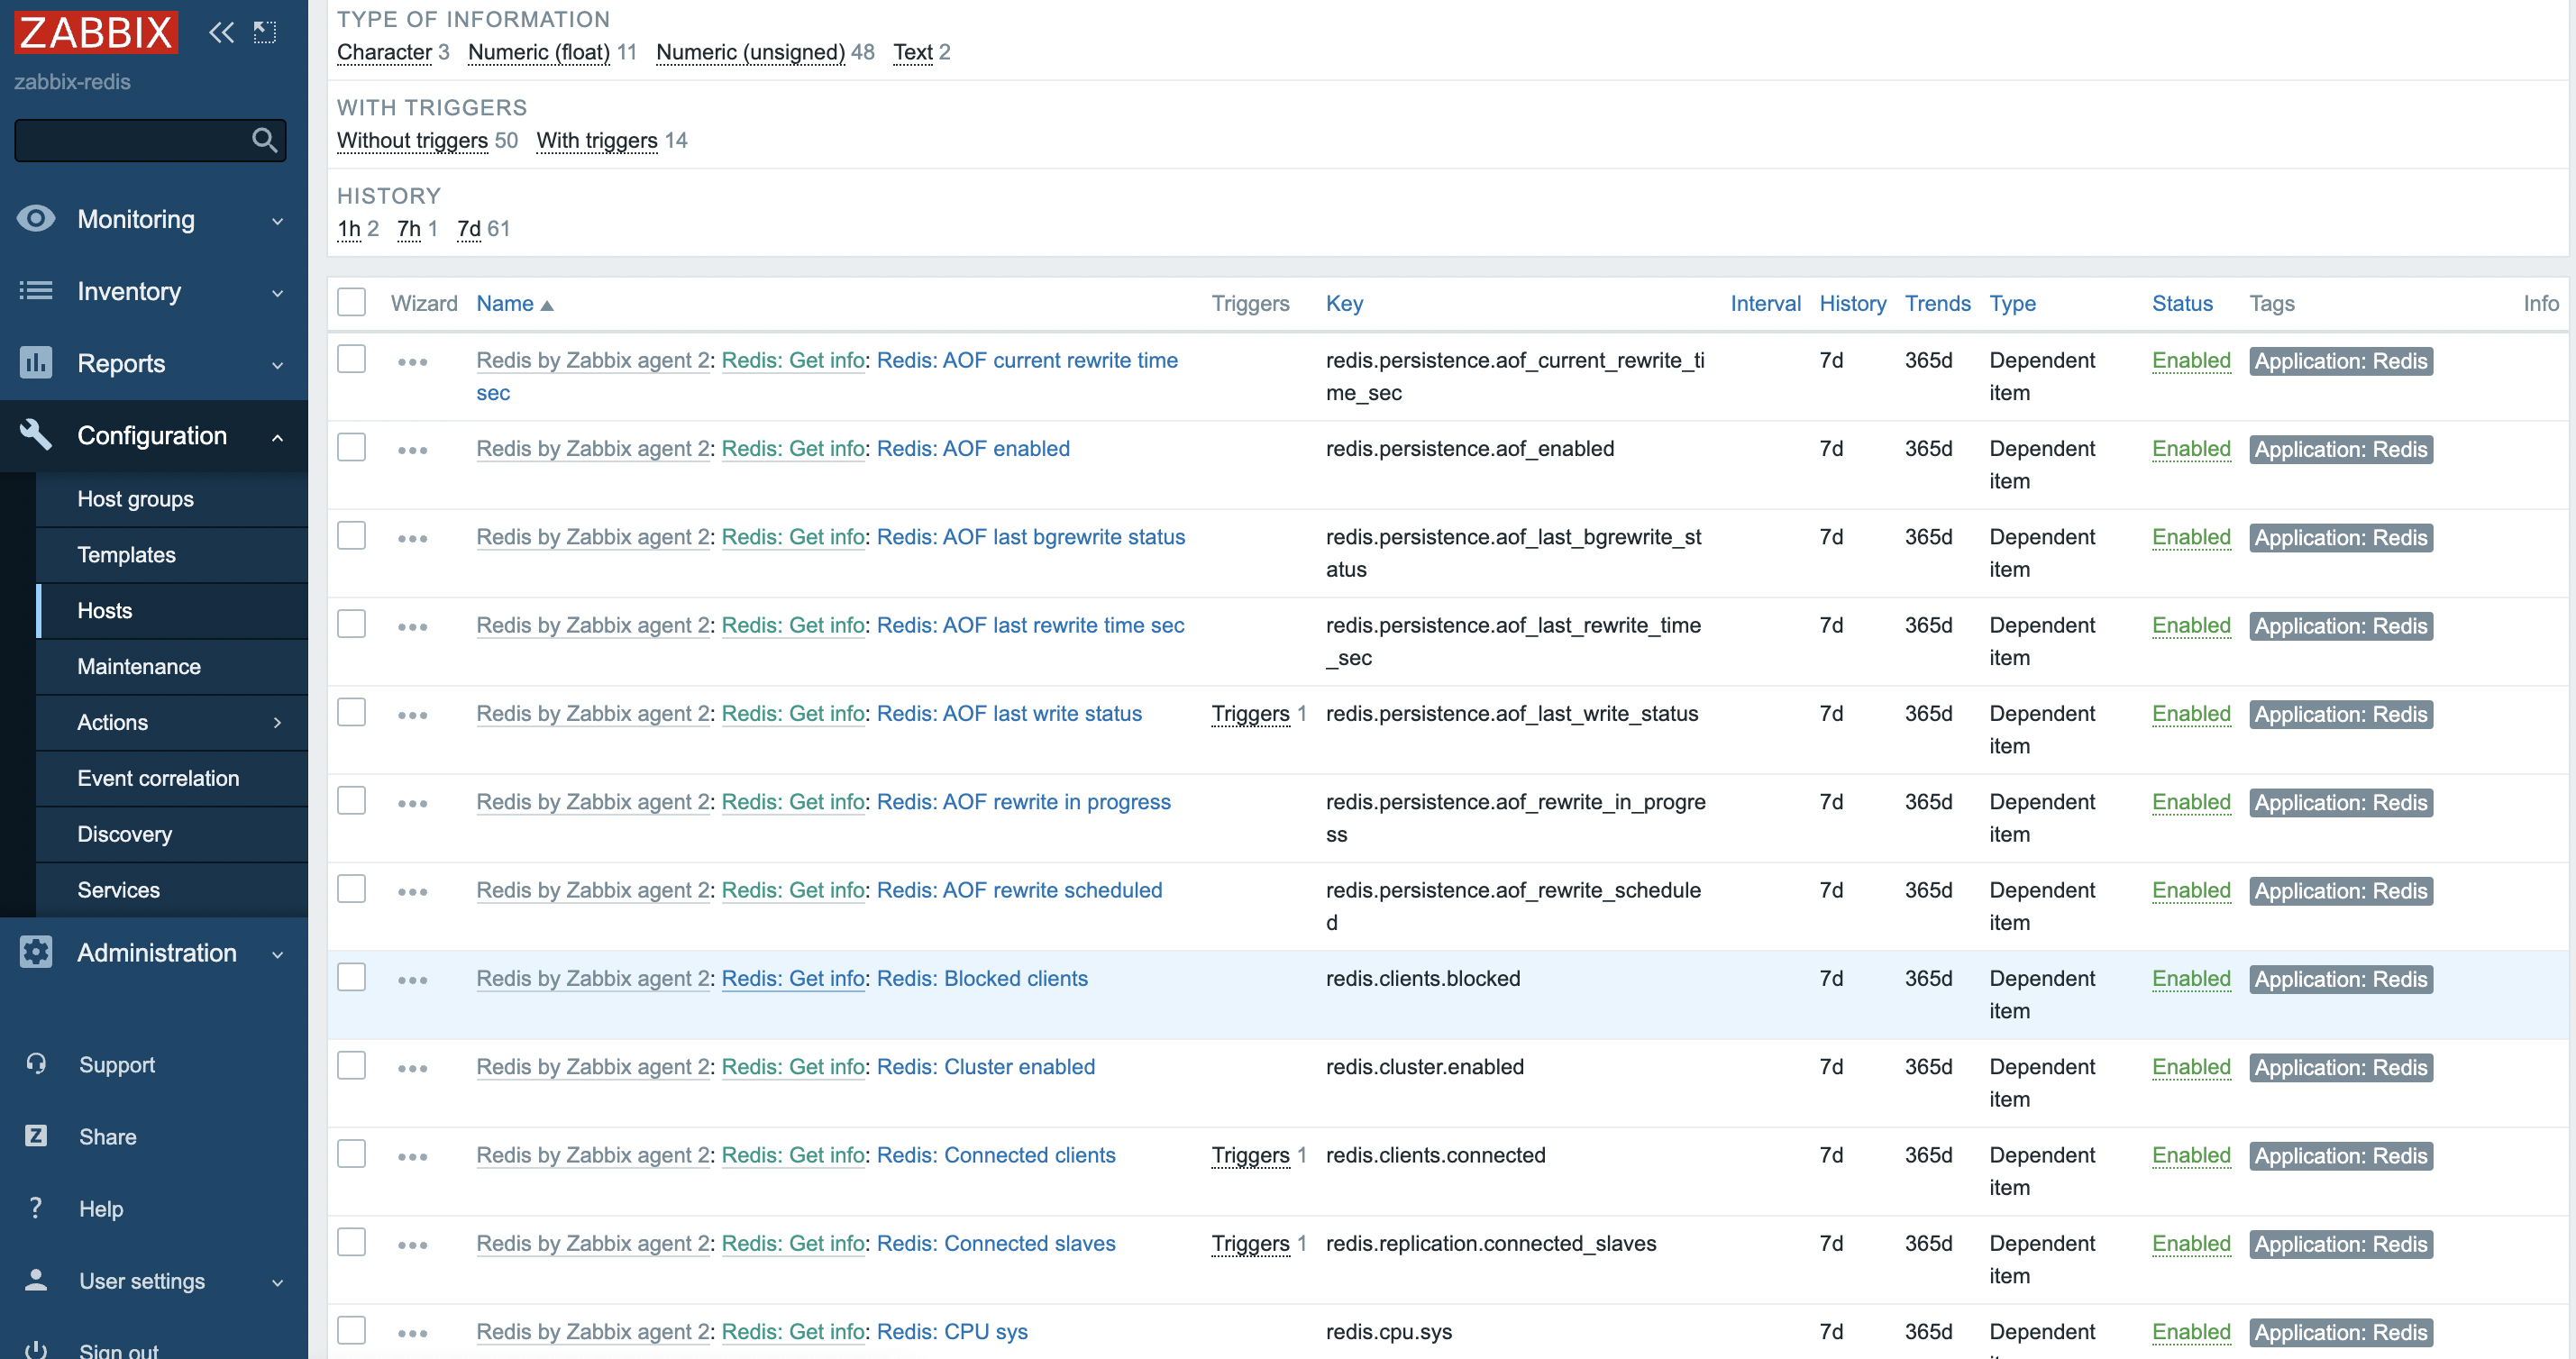 ZABBIX
zabbix-redis
Monitoring
Inventory
Reports
Configuration
Host groups
Templates
Hosts
Maintenance
Actions
Event correlation
Discovery
Services
Administration
Support
Z Share
? Help
User settings
Sign out
TYPE OF INFORMATION
Character 3 Numeric (float) 11 Numeric (unsigned) 48 Text 2
WITH TRIGGERS
Without triggers 50 With triggers 14
HISTORY
1h 2 7h 1 7d 61
Wizard Name Triggers Key Interval History Trends Type Status Tags Info
Redis by Zabbix agent 2: Redis: Get info: Redis: AOF current rewrite time redis.persistence.aof_current_rewrite_ti 7d 365d Dependent Enabled Application: Redis
sec me_sec item
Redis by Zabbix agent 2: Redis: Get info: Redis: AOF enabled redis.persistence.aof_enabled 7d 365d Dependent Enabled Application: Redis
item
Redis by Zabbix agent 2: Redis: Get info: Redis: AOF last bgrewrite status redis.persistence.aof_last_bgrewrite_st 7d 365d Dependent Enabled Application: Redis
atus item
Redis by Zabbix agent 2: Redis: Get info: Redis: AOF last rewrite time sec redis.persistence.aof_last_rewrite_time 7d 365d Dependent Enabled Application: Redis
_sec item
Redis by Zabbix agent 2: Redis: Get info: Redis: AOF last write status Triggers 1 redis.persistence.aof_last_write_status 7d 365d Dependent Enabled Application: Redis
item
Redis by Zabbix agent 2: Redis: Get info: Redis: AOF rewrite in progress redis.persistence.aof_rewrite_in_progre 7d 365d Dependent Enabled Application: Redis
ss item
Redis by Zabbix agent 2: Redis: Get info: Redis: AOF rewrite scheduled redis.persistence.aof_rewrite_schedule 7d 365d Dependent Enabled Application: Redis
d item
Redis by Zabbix agent 2: Redis: Get info: Redis: Blocked clients redis.clients.blocked 7d 365d Dependent Enabled Application: Redis
item
Redis by Zabbix agent 2: Redis: Get info: Redis: Cluster enabled redis.cluster.enabled 7d 365d Dependent Enabled Application: Redis
item
Redis by Zabbix agent 2: Redis: Get info: Redis: Connected clients Triggers 1 redis.clients.connected 7d 365d Dependent Enabled Application: Redis
item
Redis by Zabbix agent 2: Redis: Get info: Redis: Connected slaves Triggers 1 redis.replication.connected_slaves 7d 365d Dependent Enabled Application: Redis
item
Redis by Zabbix agent 2: Redis: Get info: Redis: CPU sys redis.cpu.sys 7d 365d Dependent Enabled Application: Redis